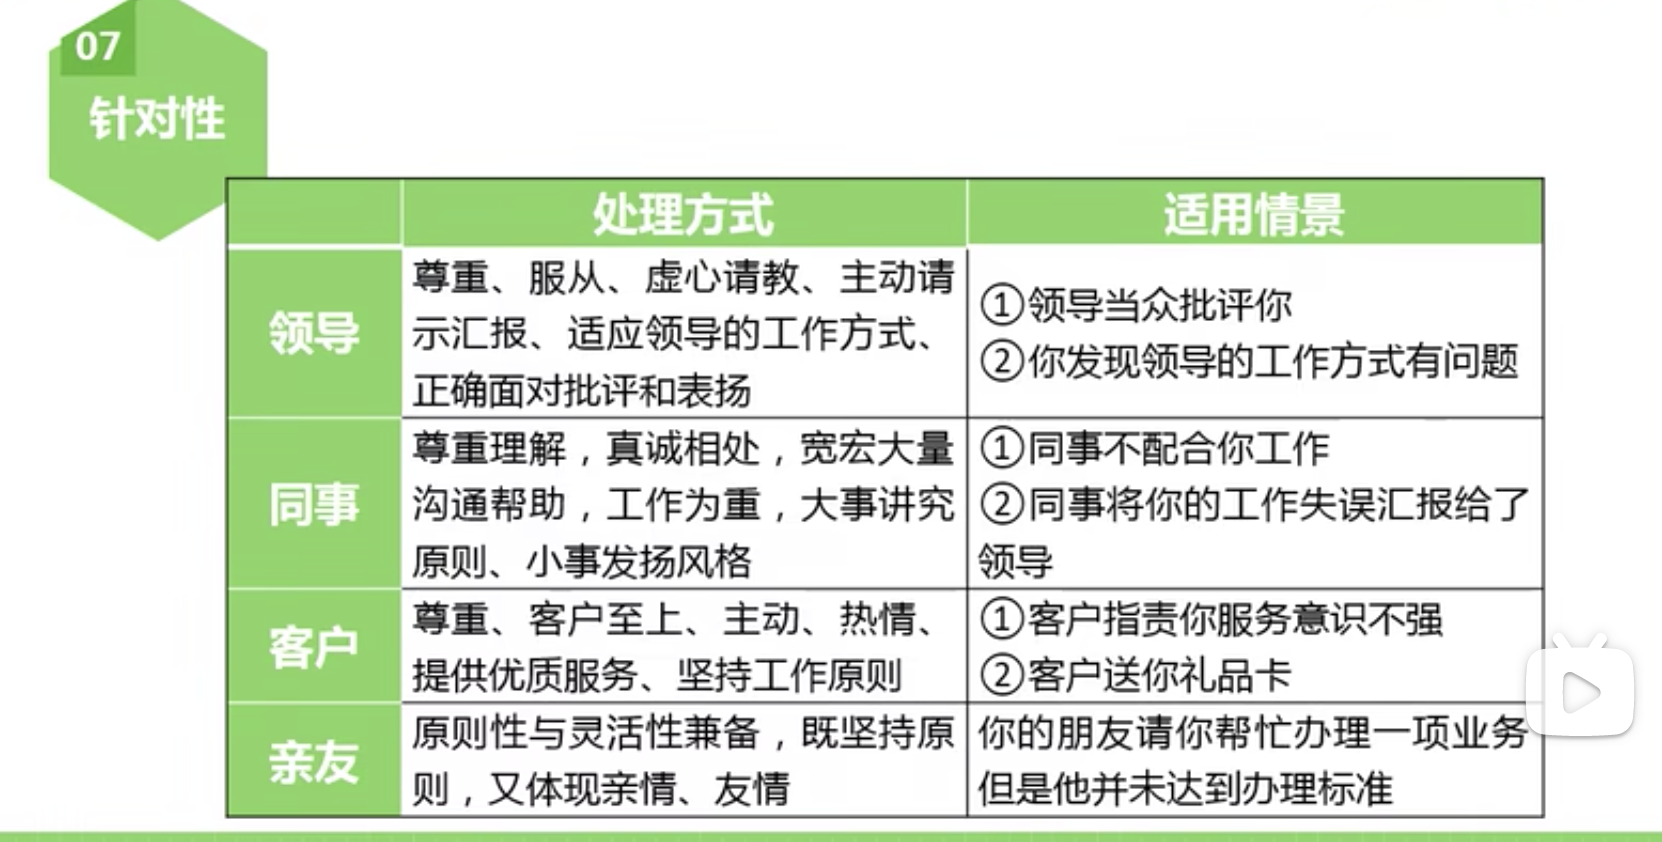 07
针对性
处理方式
适用情景
领导
尊重、服从、虚心请教、主动请
示汇报、适应领导的工作方式、
正确面对批评和表扬
①领导当众批评你
②你发现领导的工作方式有问题
同事
尊重理解，真诚相处，宽宏大量
沟通帮助，工作为重，大事讲究
原则、小事发扬风格
①同事不配合你工作
②同事将你的工作失误汇报给了
领导
客户
尊重、客户至上、主动、热情、
提供优质服务、坚持工作原则
①客户指责你服务意识不强
②客户送你礼品卡
亲友
原则性与灵活性兼备，既坚持原
则，又体现亲情、友情
你的朋友请你帮忙办理一项业务
但是他并未达到办理标准